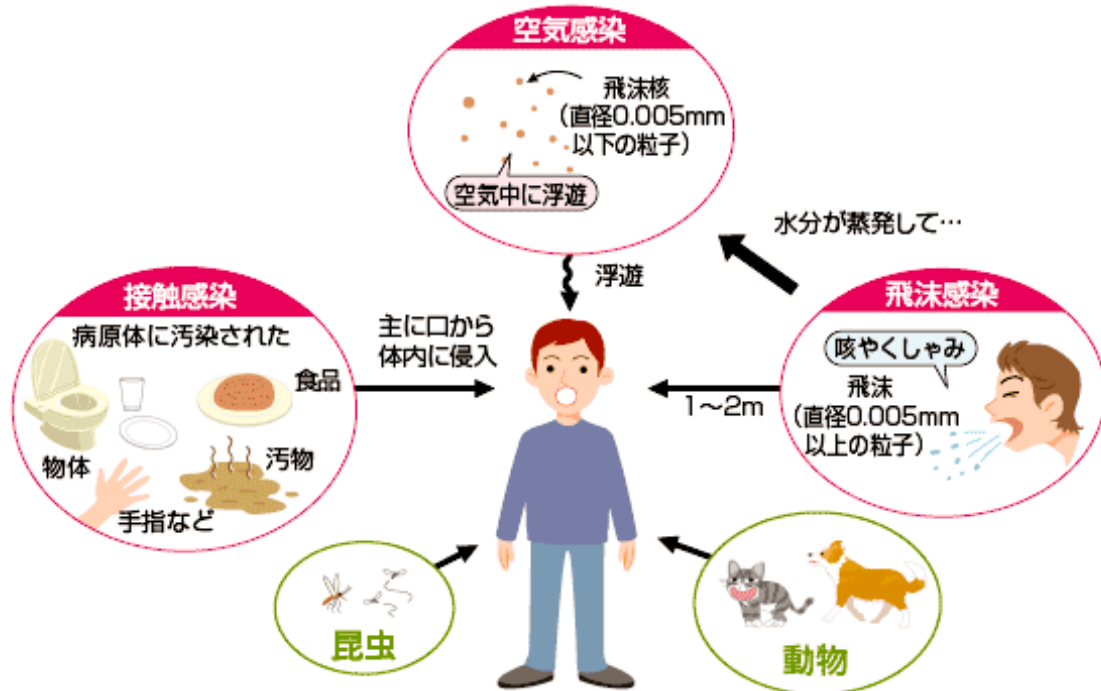 空気感染
飛沫核
(直径0.005mm
以下の粒子)
空気中に浮遊
水分が蒸発して…
浮遊
接触感染
病原体に汚染された
食品
物体
汚物
手指など
主に口から
体内に侵入
飛沫感染
咳やくしゃみ
飛沫
(直径0.005mm
以上の粒子)
1〜2m
昆虫
動物